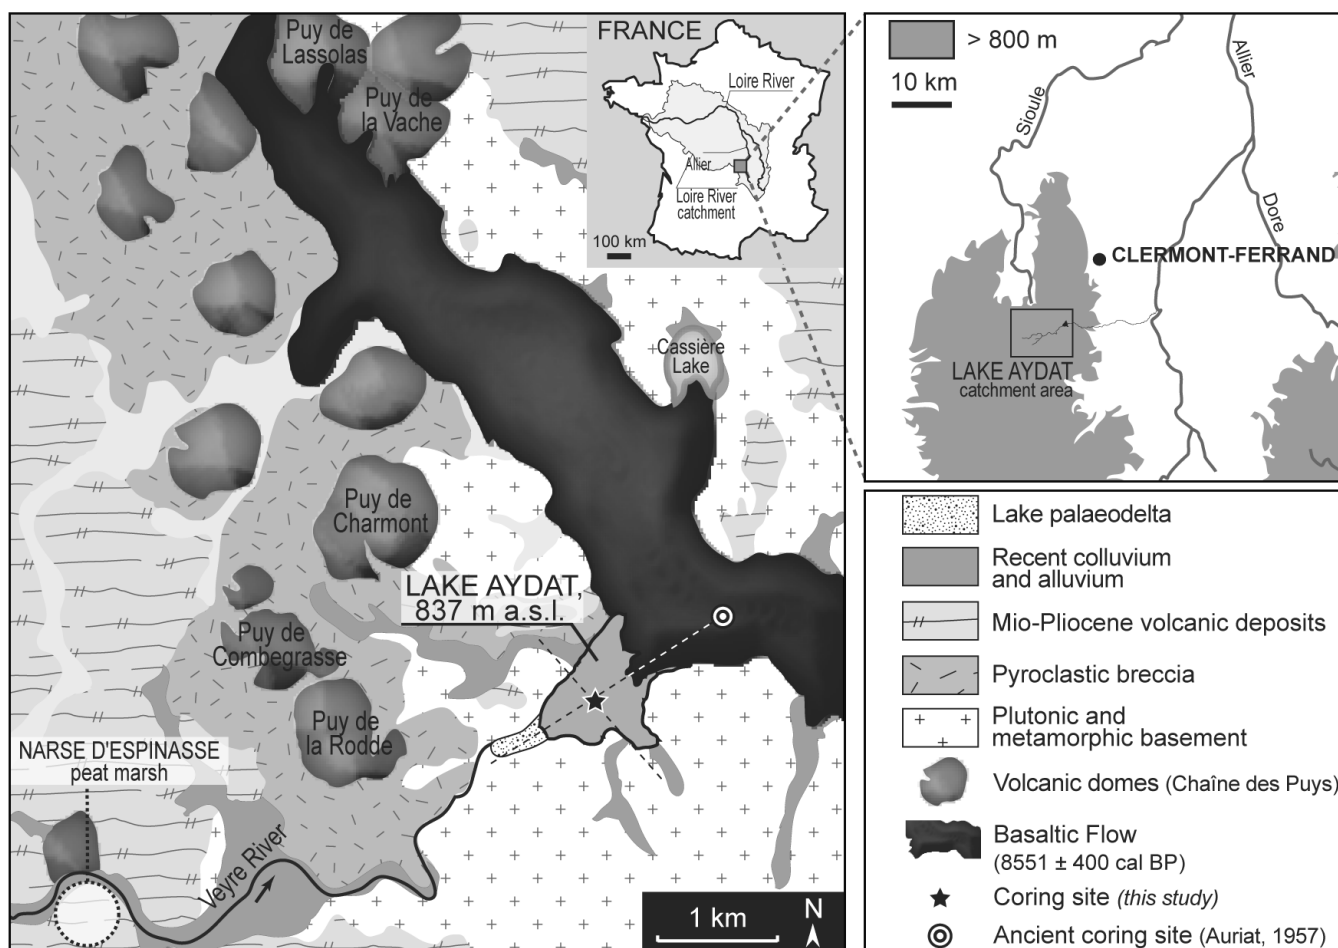 Puy de
Lassolas
Puy de
la Vache
FRANCE
Loire River
Allier
Loire River
catchment
100 km
Cassière
Lake
Puy de
Charmont
LAKE AYDAT,
837 m a.s.l.
Puy de
Combegrasse
Puy de
la Rodde
NARSE D'ESPINASSE
peat marsh
Veyre River
1 km
N
> 800 m
10 km
Sioule
Allier
Dore
CLERMONT-FERRAND
LAKE AYDAT
catchment area
Lake palaeodelta
Recent colluvium
and alluvium
Mio-Pliocene volcanic deposits
Pyroclastic breccia
Plutonic and
metamorphic basement
Volcanic domes (Chaîne des Puys)
Basaltic Flow
(8551 ± 400 cal BP)
Coring site (this study)
Ancient coring site (Auriat, 1957)